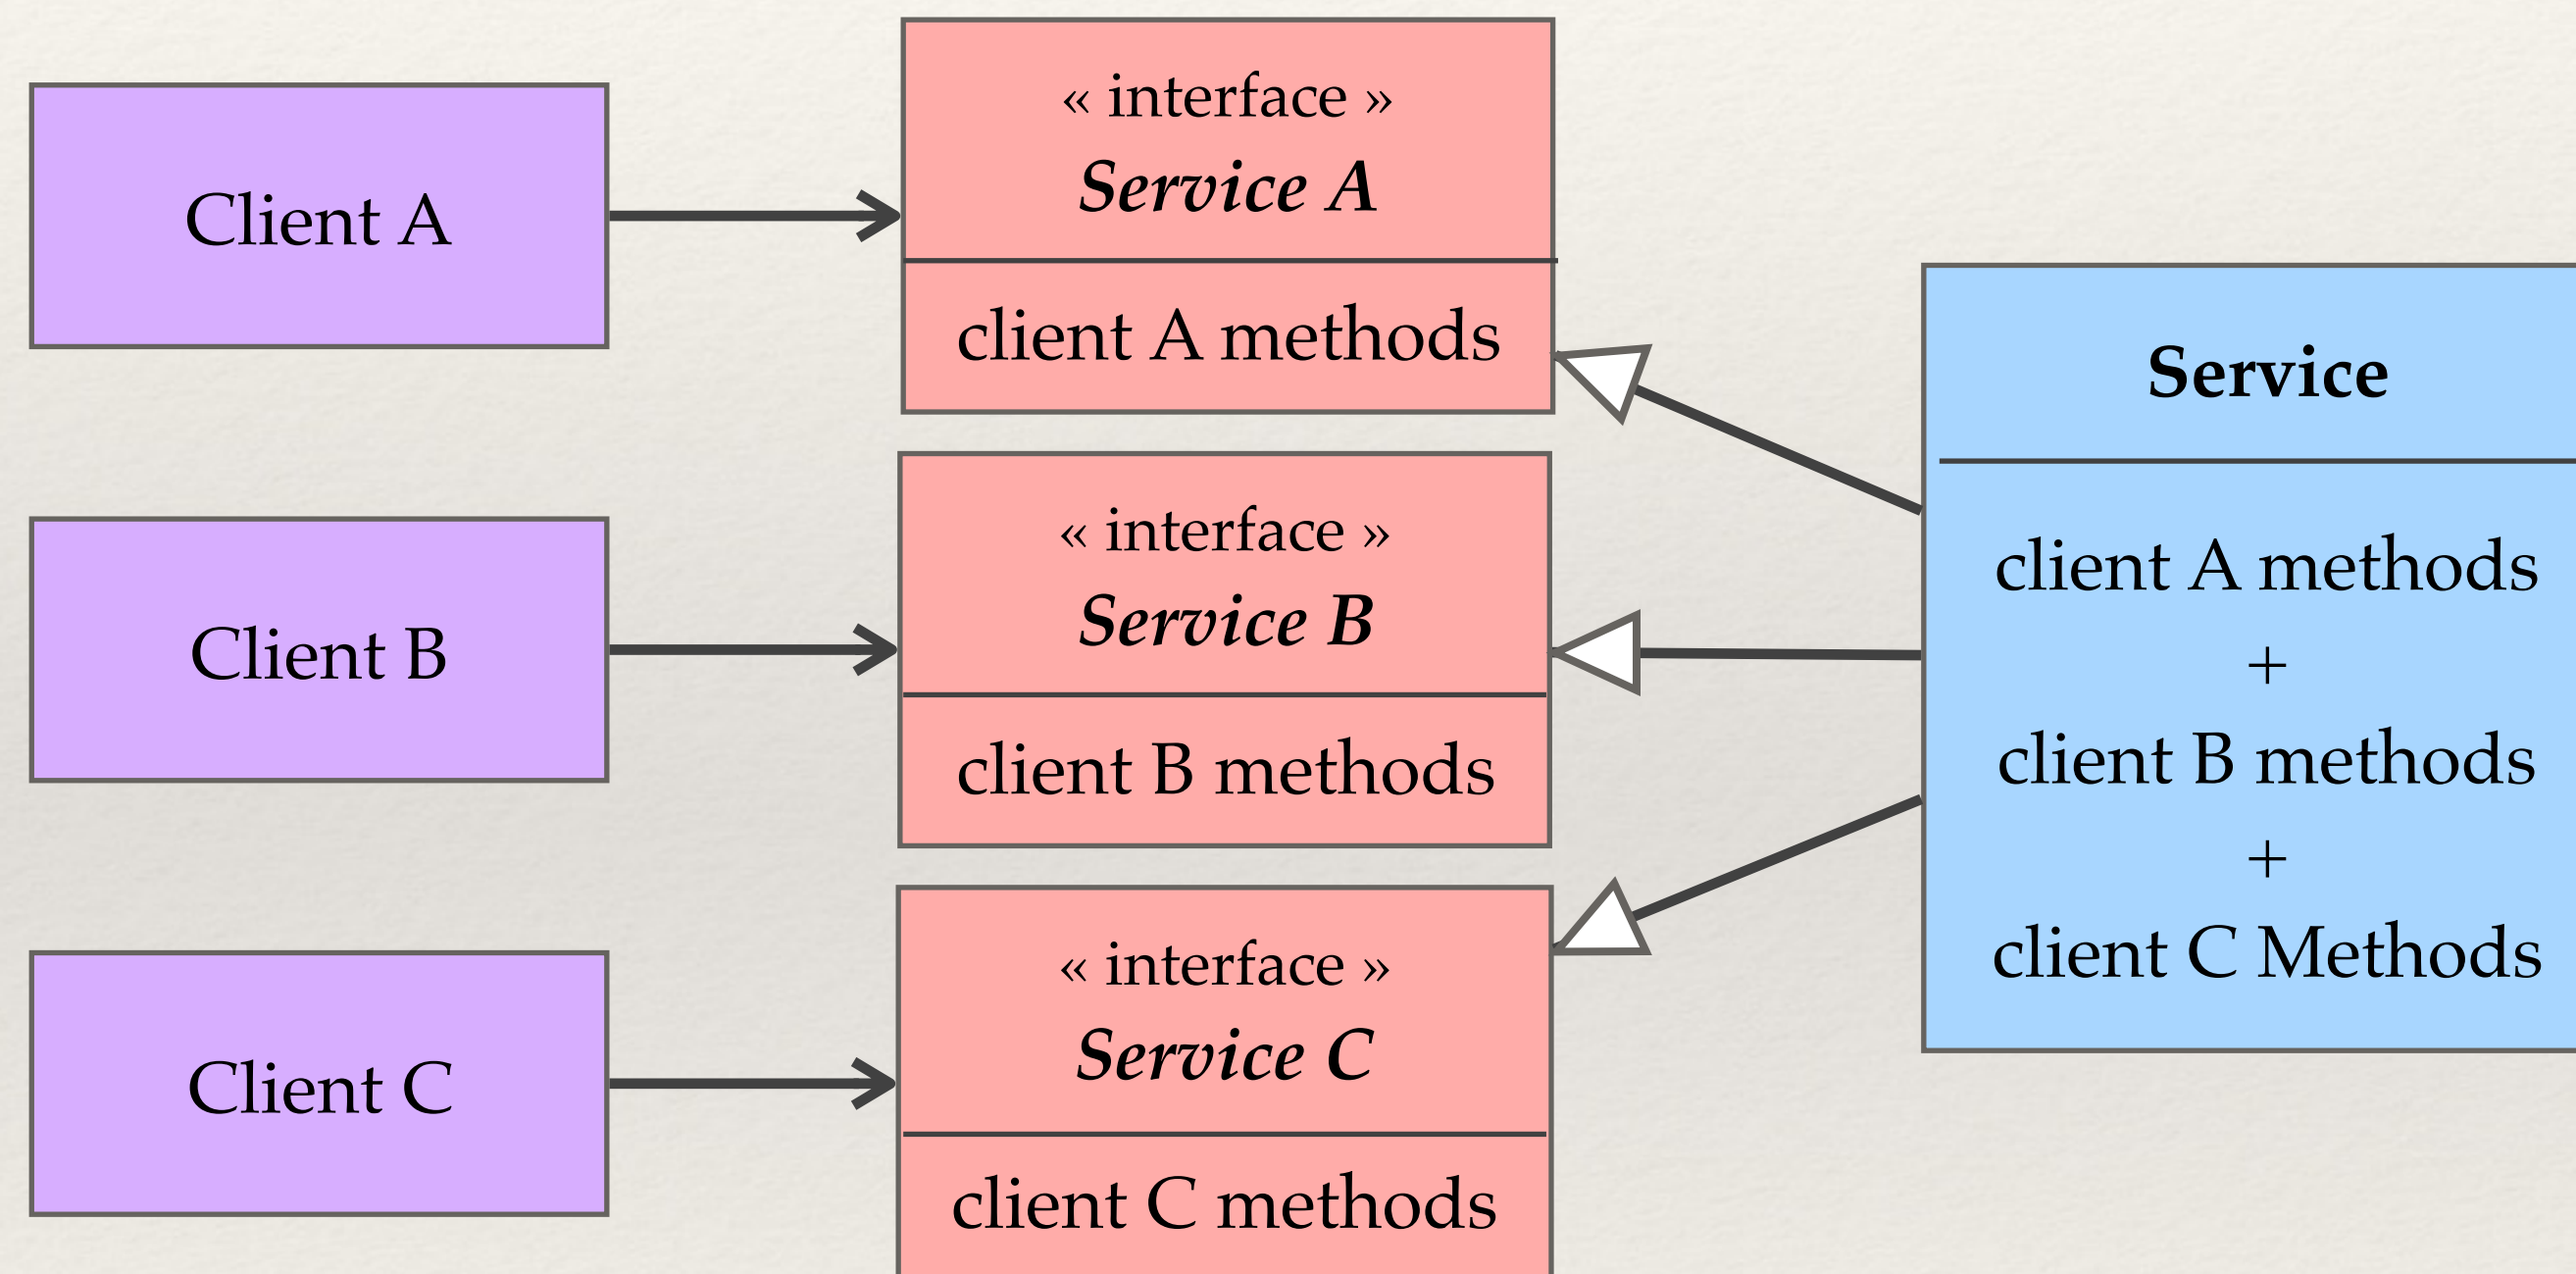 Client A
« interface »
Service A
client A methods
Client B
« interface »
Service B
client B methods
Client C
« interface »
Service C
client C methods
Service
client A methods
+
client B methods
+
client C Methods